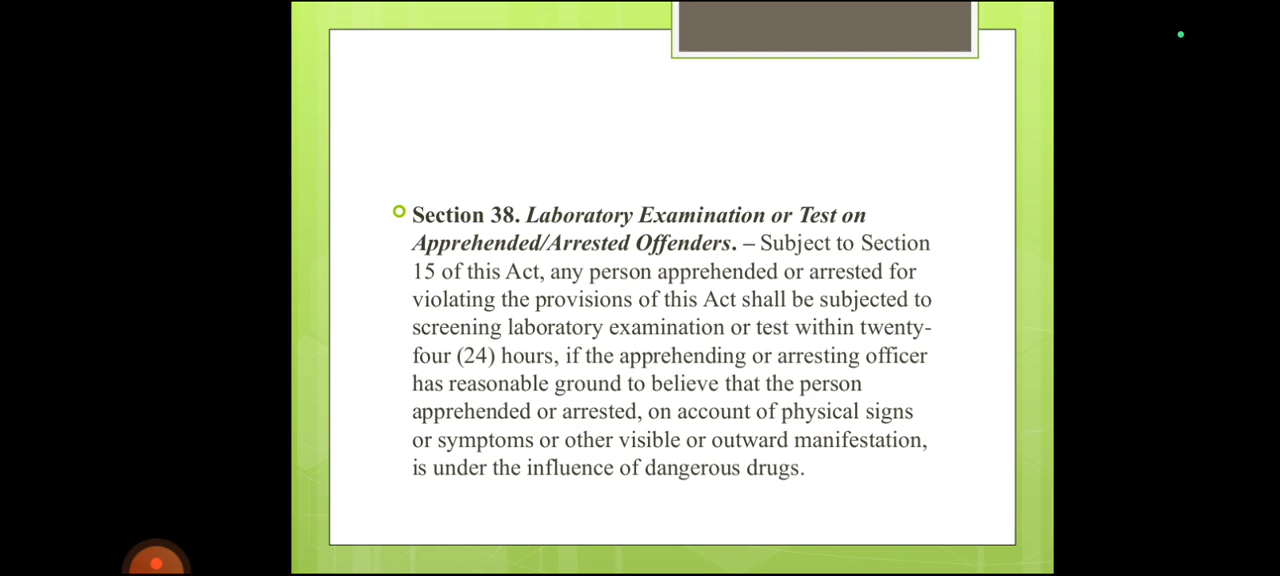 Section 38. Laboratory Examination or Test on
Apprehended/Arrested Offenders. – Subject to Section
15 of this Act, any person apprehended or arrested for
violating the provisions of this Act shall be subjected to
screening laboratory examination or test within twenty-
four (24) hours, if the apprehending or arresting officer
has reasonable ground to believe that the person
apprehended or arrested, on account of physical signs
or symptoms or other visible or outward manifestation,
is under the influence of dangerous drugs.